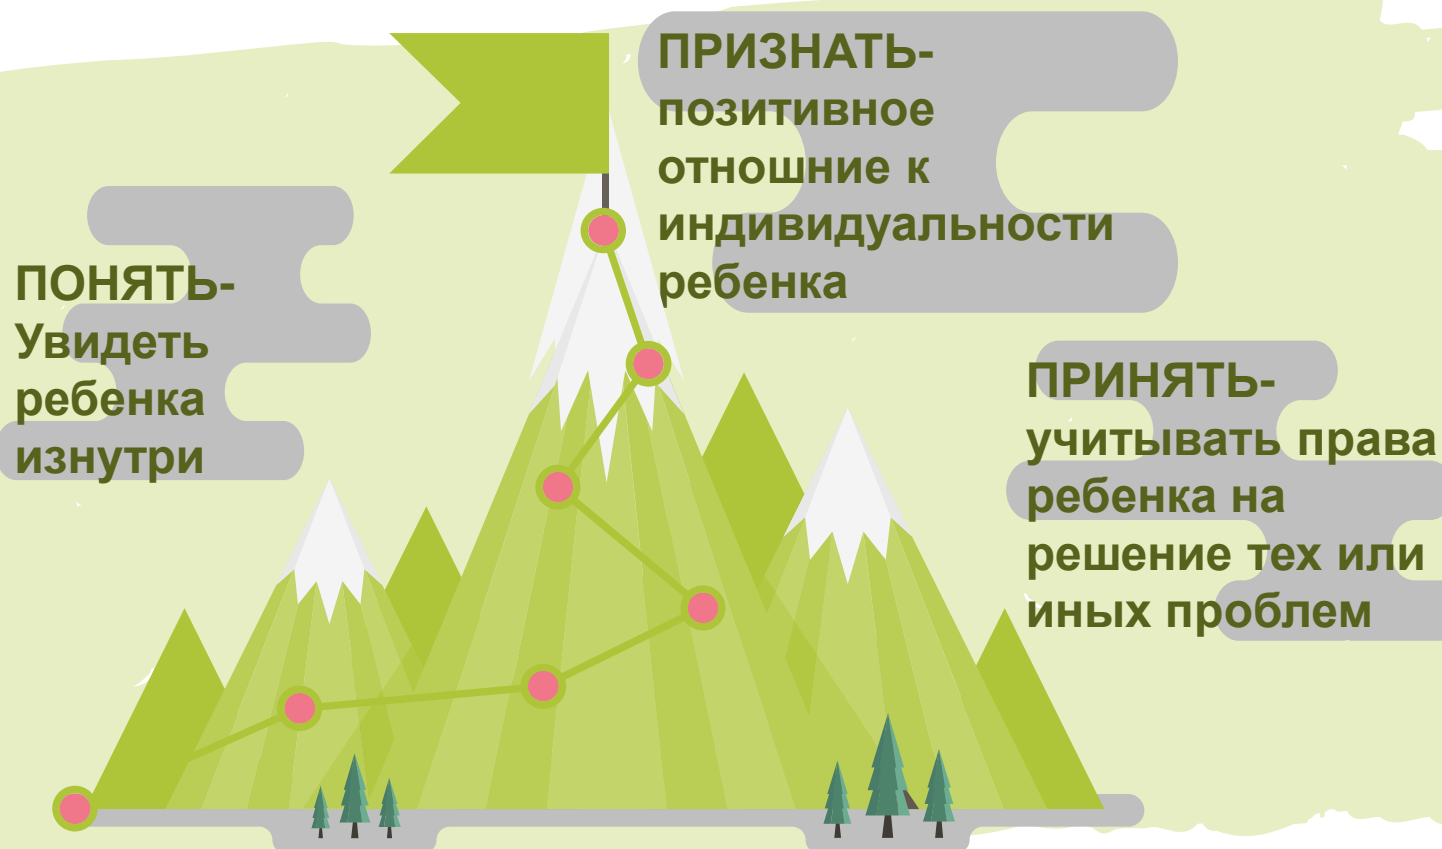 ПОНЯТЬ-
Увидеть
ребенка
изнутри
ПРИЗНАТЬ-
позитивное
отношние к
индивидуальности
ребенка
ПРИНЯТЬ-
учитывать права
ребенка на
решение тех или
иных проблем